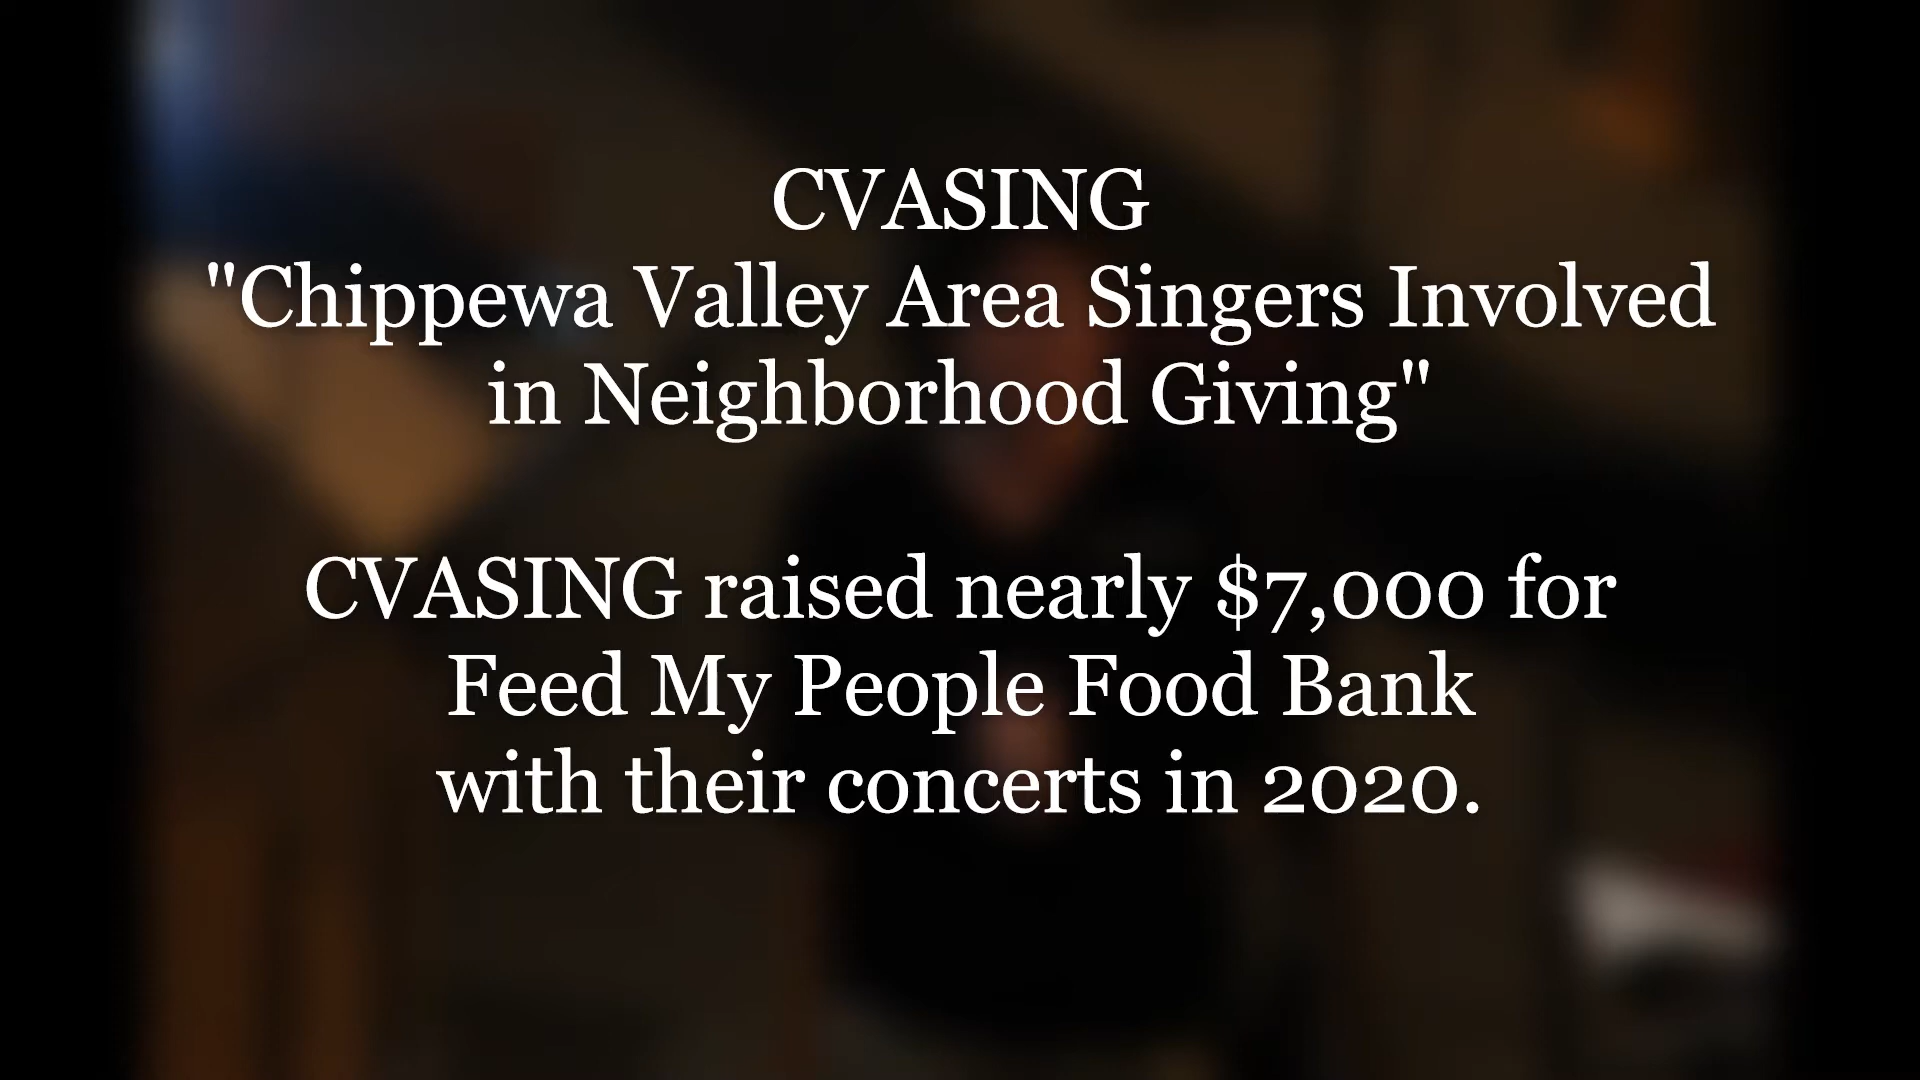 CVASING
"Chippewa Valley Area Singers Involved
in Neighborhood Giving"
CVASING raised nearly $7,000 for
Feed My People Food Bank
with their concerts in 2020.